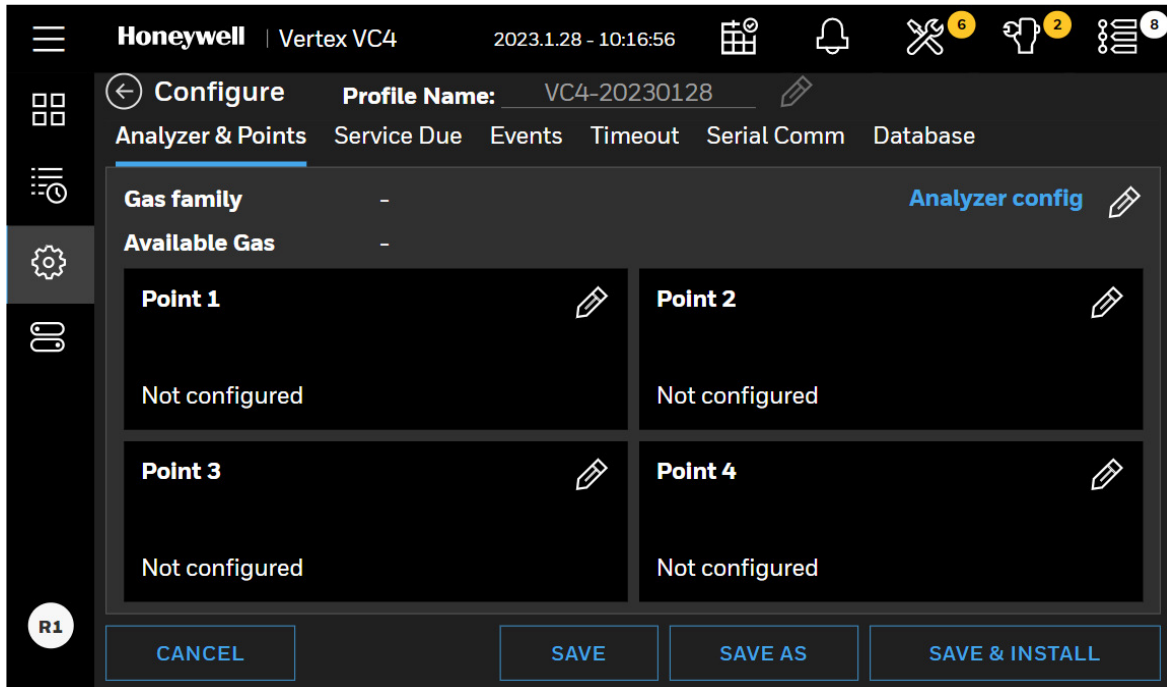 Honeywell | Vertex VC4 2023.1.28 - 10:16:56 6 2 8
Configure Profile Name: VC4-20230128
Analyzer & Points Service Due Events Timeout Serial Comm Database
Gas family - Analyzer config
Available Gas -
Point 1 Point 2
Not configured Not configured
Point 3 Point 4
Not configured Not configured
R1
CANCEL SAVE SAVE AS SAVE & INSTALL